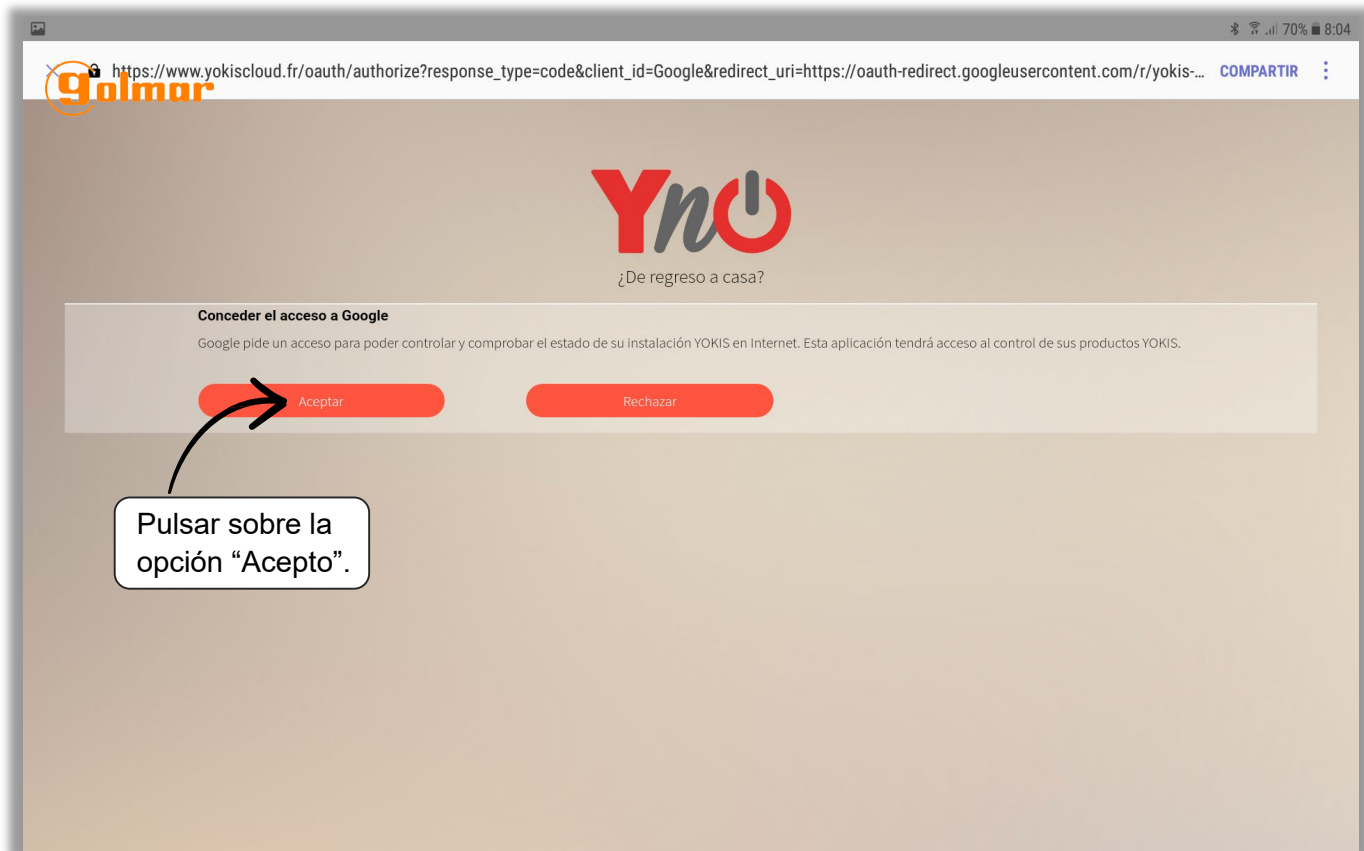 70% 8:04
https://www.yokiscloud.fr/oauth/authorize?response_type=code&client_id=Google&redirect_uri=https://oauth-redirect.googleusercontent.com/r/yokis-... COMPARTIR
golmar
Yno
¿De regreso a casa?
Conceder el acceso a Google
Google pide un acceso para poder controlar y comprobar el estado de su instalación YOKIS en Internet. Esta aplicación tendrá acceso al control de sus productos YOKIS.
Aceptar Rechazar
Pulsar sobre la
opción “Acepto”.